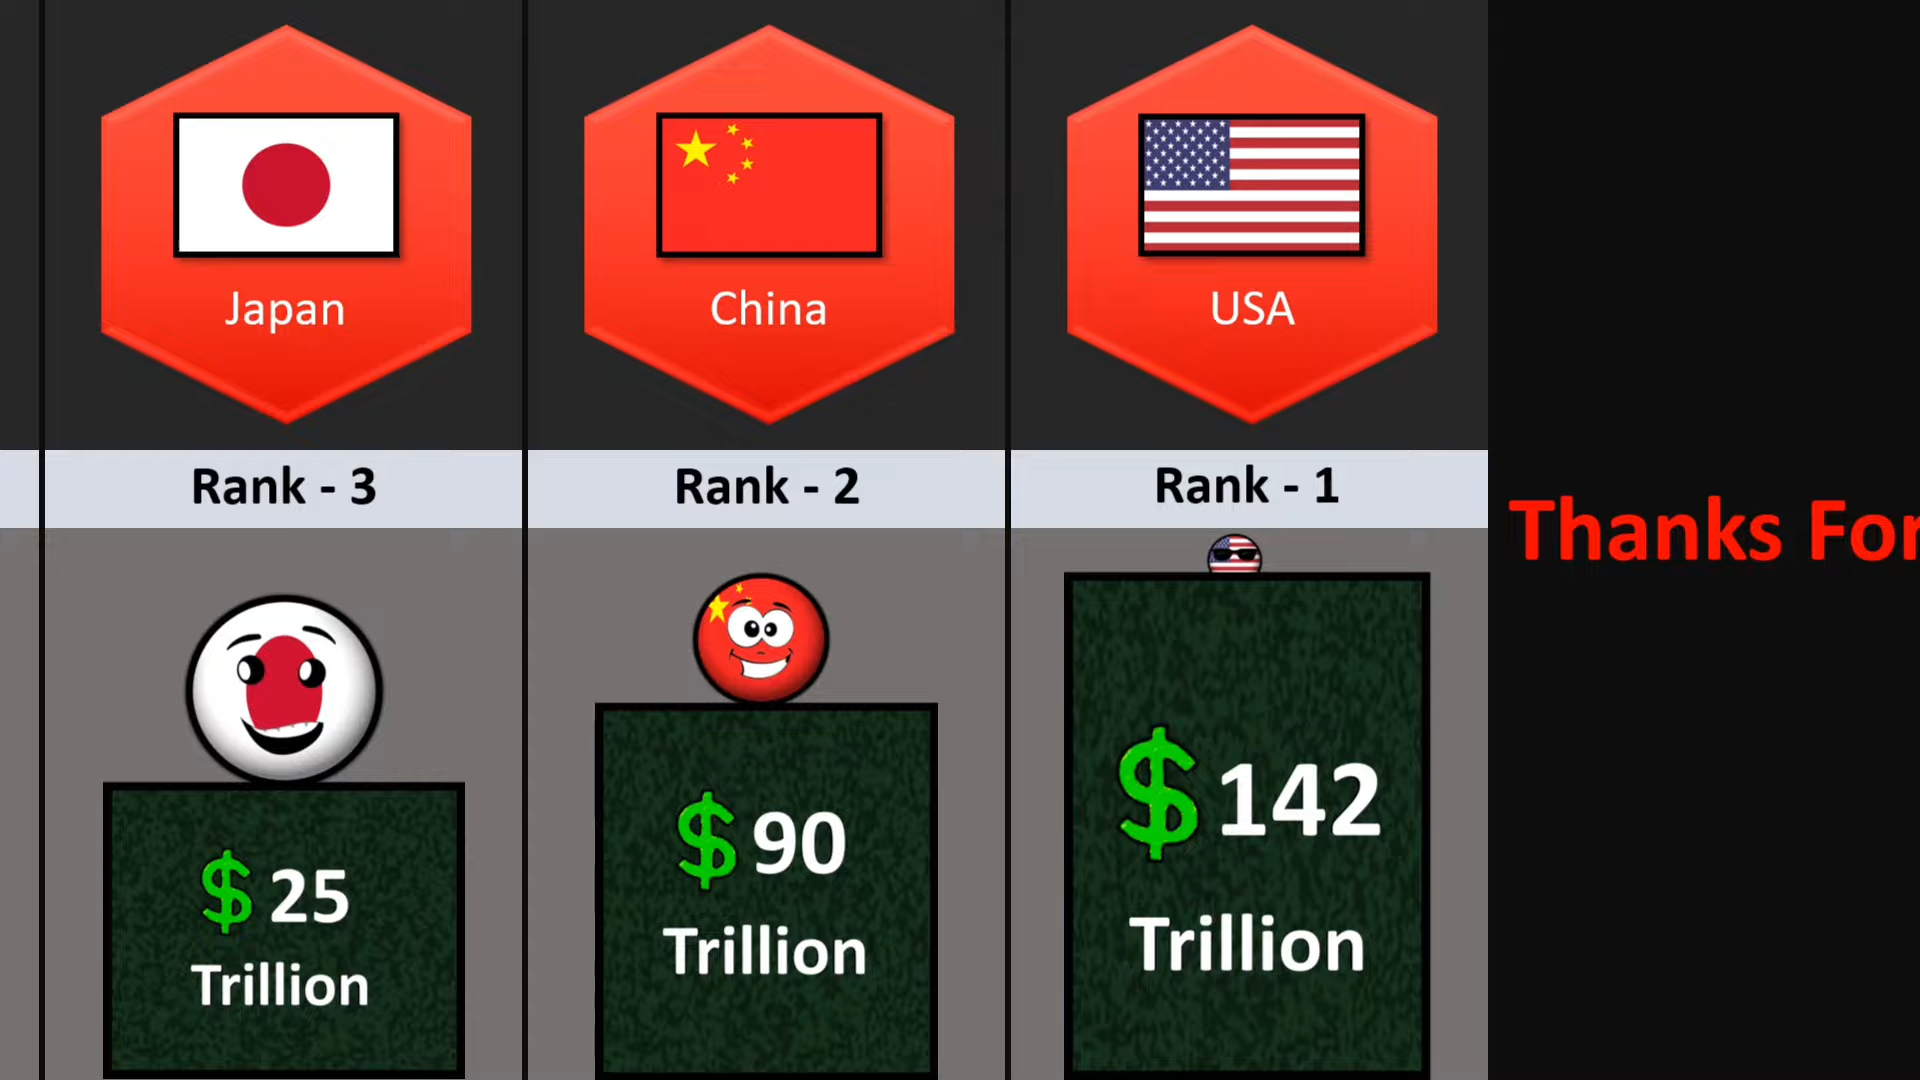 Japan
China
USA
Rank - 3
Rank - 2
Rank - 1
Thanks For
$ 25
Trillion
$ 90
Trillion
$ 142
Trillion